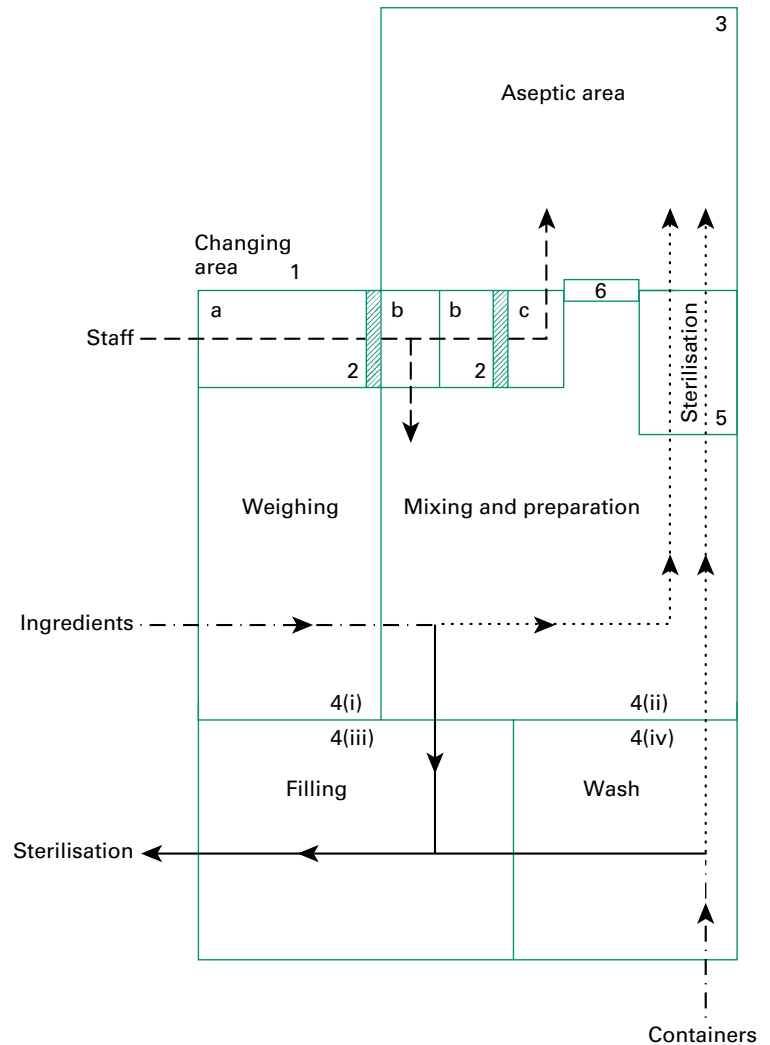 3
Aseptic area
Changing
area
1
6
a
b
b
c
Staff
2
2
Sterilisation
5
Weighing
Mixing and preparation
Ingredients
4(i)
4(ii)
4(iii)
4(iv)
Filling
Wash
Sterilisation
Containers